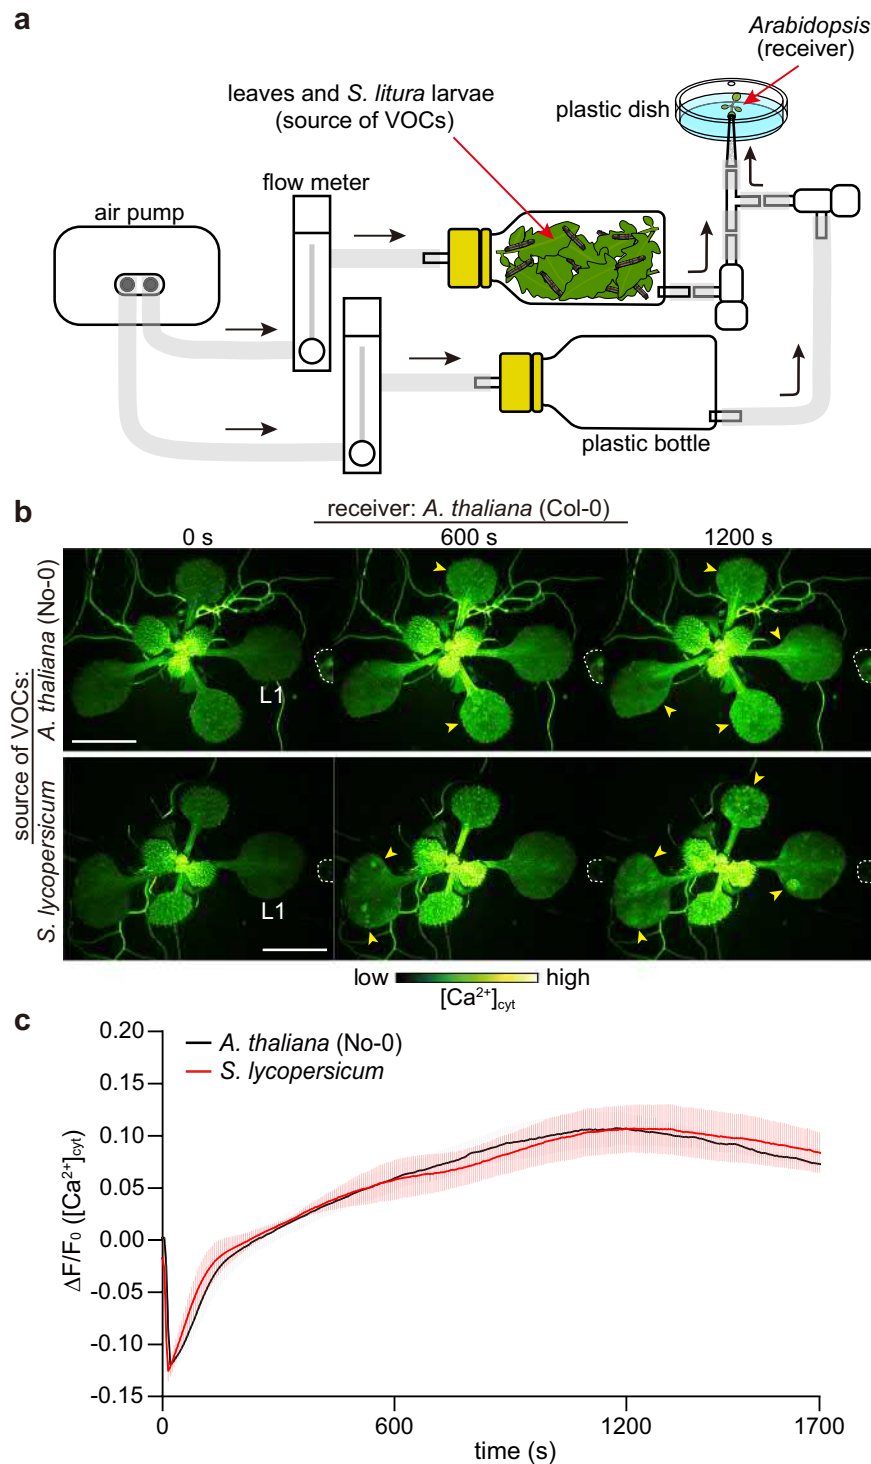 a
Arabidopsis
(receiver)
leaves and S. litura larvae
(source of VOCs)
plastic dish
flow meter
air pump
plastic bottle
b
receiver: A. thaliana (Col-0)
0 s
600 s
1200 s
source of VOCs:
A. thaliana (No-0)
L1
S. lycopersicum
L1
low
high
[Ca²⁺]cyt
c
0.20
A. thaliana (No-0)
S. lycopersicum
0.15
0.10
0.05
0.00
-0.05
-0.10
-0.15
ΔF/F₀ ([Ca²⁺]cyt)
0
600
1200
1700
time (s)